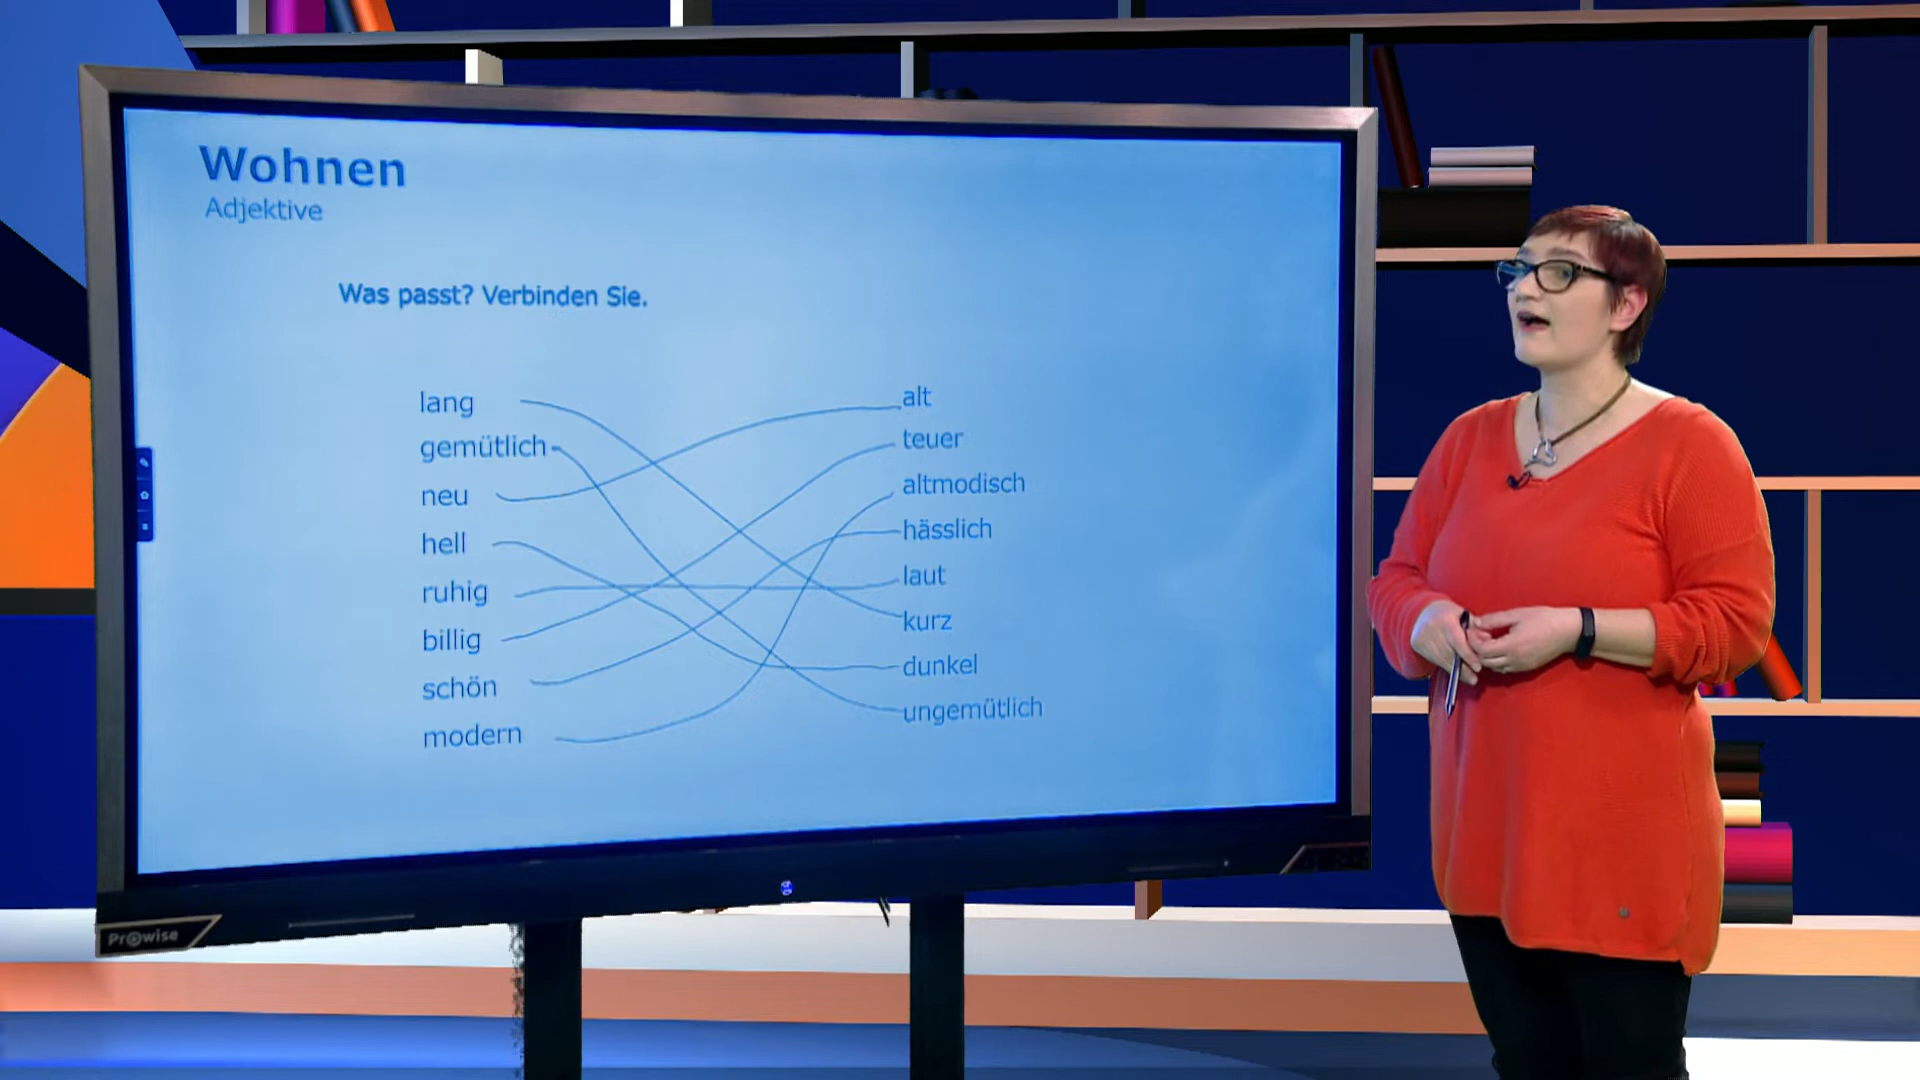 Wohnen
Adjektive
Was passt? Verbinden Sie.
lang alt
gemütlich teuer
neu altmodisch
hell hässlich
ruhig laut
billig kurz
schön dunkel
modern ungemütlich
Prowise